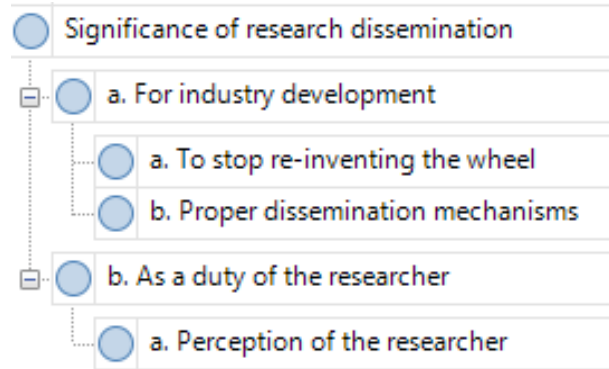 Significance of research dissemination
a. For industry development
a. To stop re-inventing the wheel
b. Proper dissemination mechanisms
b. As a duty of the researcher
a. Perception of the researcher